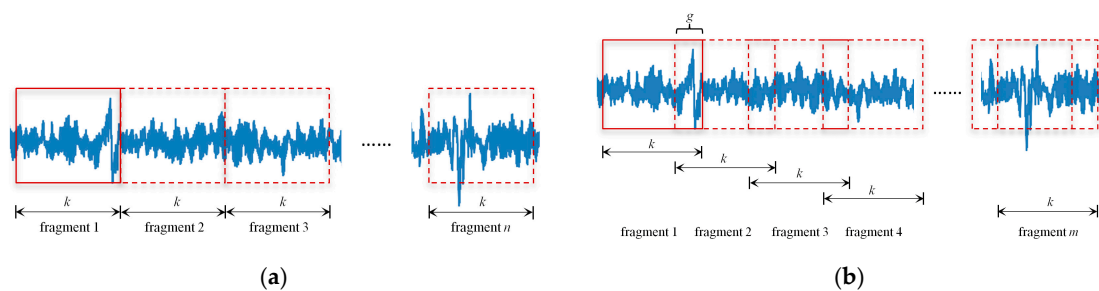 k k k k
fragment 1 fragment 2 fragment 3 ...... fragment n
(a)
g
k
k
k
k
k
......
fragment 1 fragment 2 fragment 3 fragment 4 fragment m
(b)